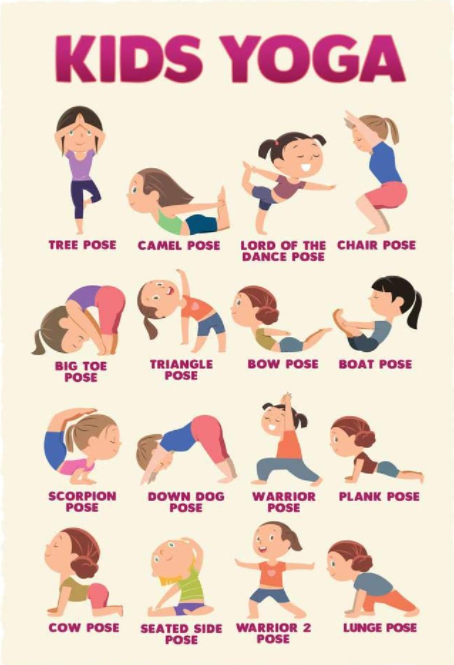 KIDS YOGA
TREE POSE
CAMEL POSE
LORD OF THE
DANCE POSE
CHAIR POSE
BIG TOE
POSE
TRIANGLE
POSE
BOW POSE
BOAT POSE
SCORPION
POSE
DOWN DOG
POSE
WARRIOR
POSE
PLANK POSE
COW POSE
SEATED SIDE
POSE
WARRIOR 2
POSE
LUNGE POSE